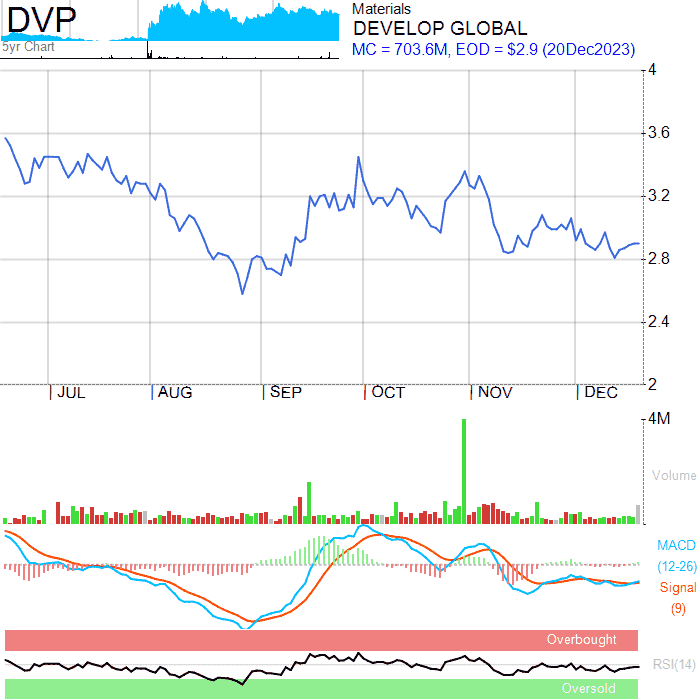 DVP
5yr Chart
Materials
DEVELOP GLOBAL
MC = 703.6M, EOD = $2.9 (20Dec2023)
4
3.6
3.2
2.8
2.4
2
JUL AUG SEP OCT NOV DEC
4M
Volume
MACD
(12-26)
Signal
(9)
Overbought
RSI(14)
Oversold